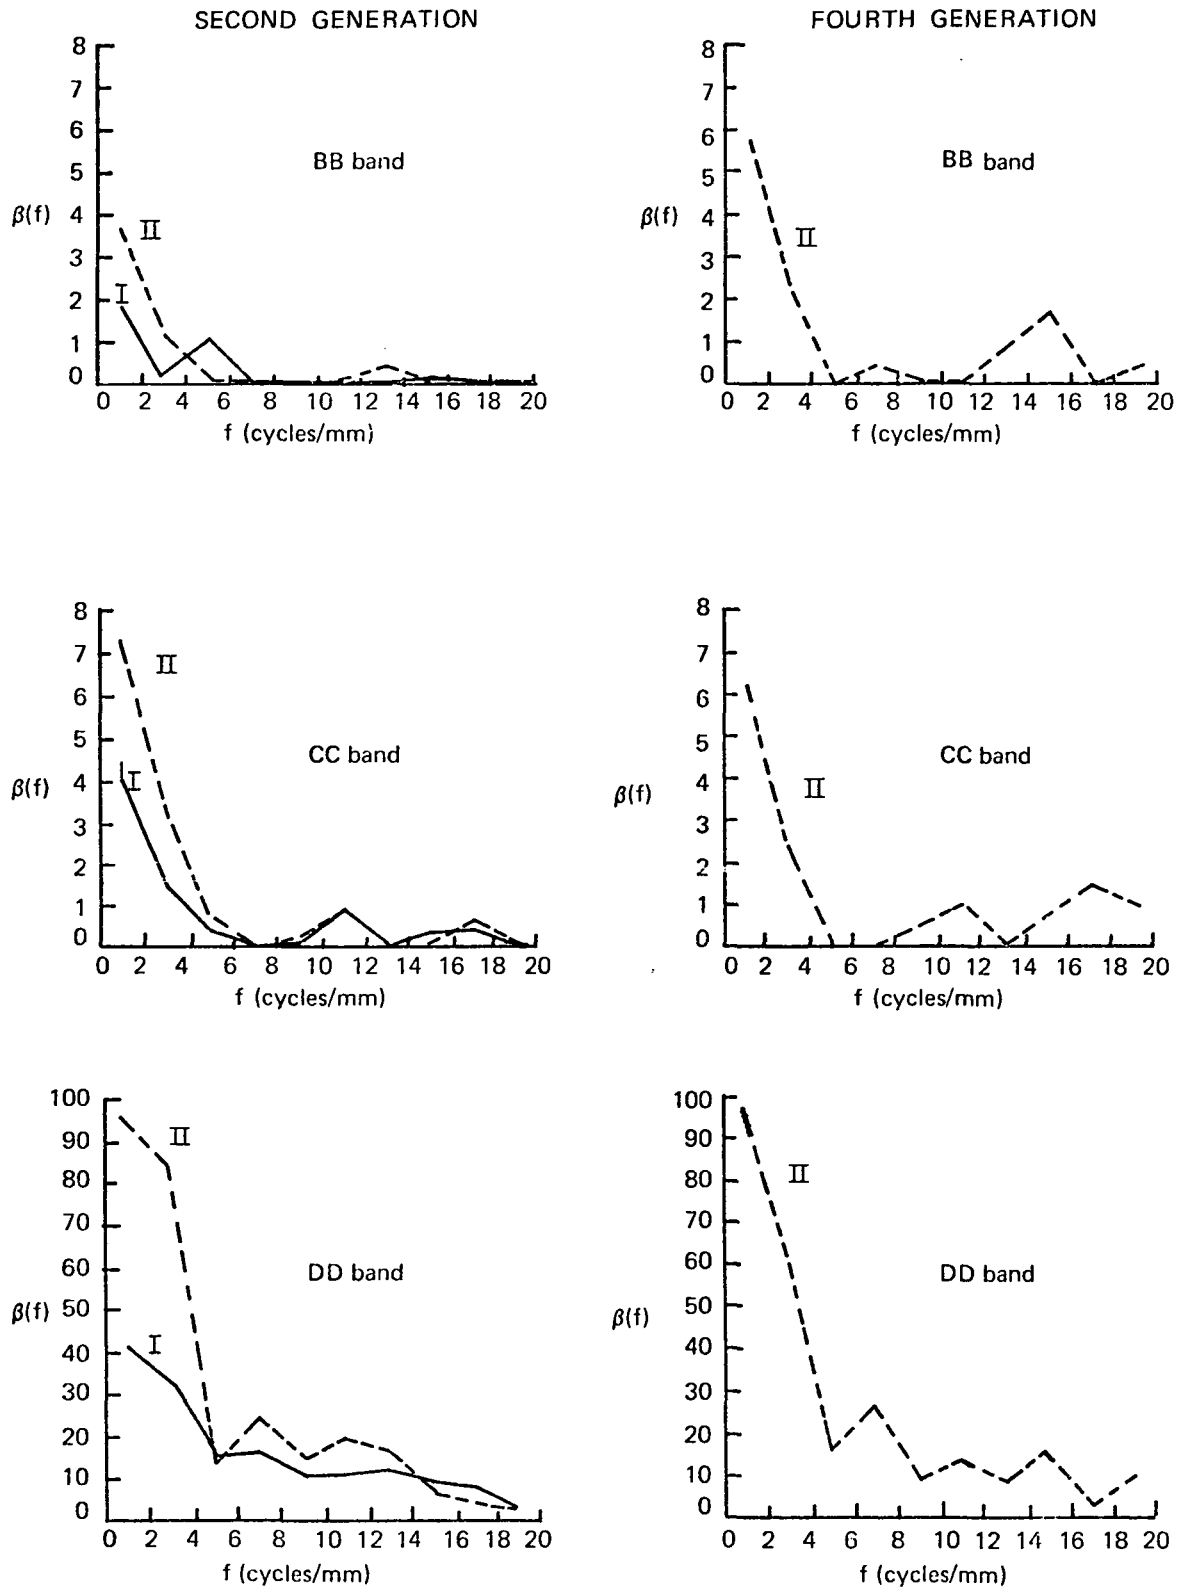 SECOND GENERATION
8
7
6
5
4
3
2
1
0
β(f)
BB band
II
I
0 2 4 6 8 10 12 14 16 18 20
f (cycles/mm)
FOURTH GENERATION
8
7
6
5
4
3
2
1
0
β(f)
BB band
II
0 2 4 6 8 10 12 14 16 18 20
f (cycles/mm)
8
7
6
5
4
3
2
1
0
β(f)
CC band
II
I
0 2 4 6 8 10 12 14 16 18 20
f (cycles/mm)
8
7
6
5
4
3
2
1
0
β(f)
CC band
II
0 2 4 6 8 10 12 14 16 18 20
f (cycles/mm)
100
90
80
70
60
50
40
30
20
10
0
β(f)
DD band
II
I
0 2 4 6 8 10 12 14 16 18 20
f (cycles/mm)
100
90
80
70
60
50
40
30
20
10
0
β(f)
DD band
II
0 2 4 6 8 10 12 14 16 18 20
f (cycles/mm)